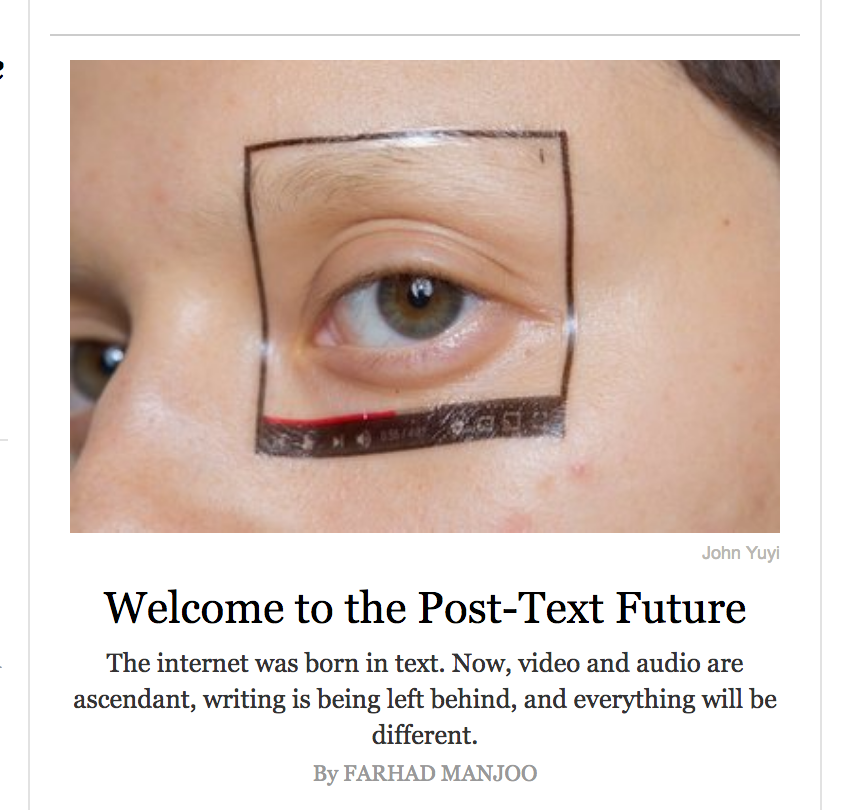 John Yuyi
Welcome to the Post-Text Future
The internet was born in text. Now, video and audio are
ascendant, writing is being left behind, and everything will be
different.
By FARHAD MANJOO